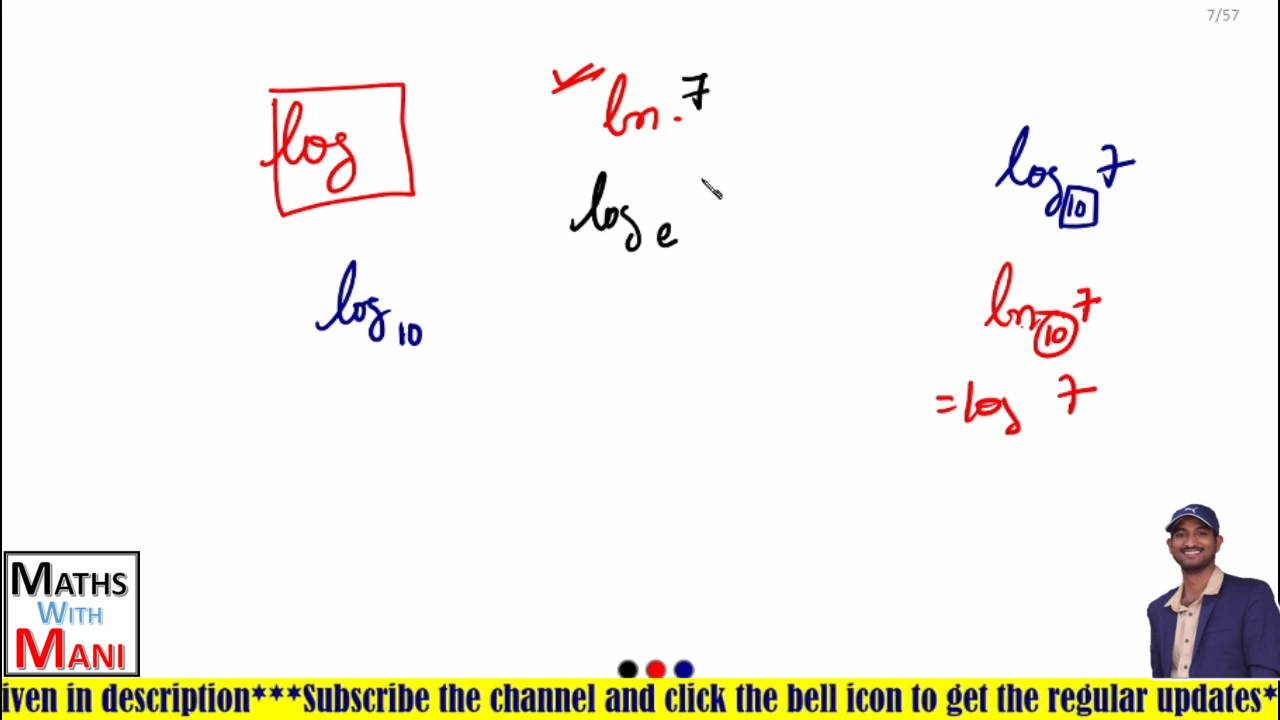 7/57
log
ln. 7
log e
log 10
log 10 7
ln 10 7
= log 7
MATHS
WITH
MANI
iven in description***Subscribe the channel and click the bell icon to get the regular updates*